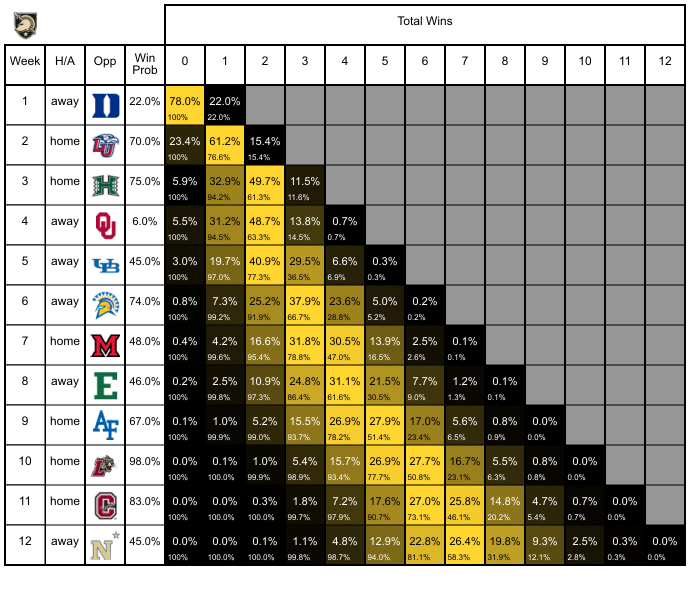 Total Wins
Week H/A Opp Win Prob 0 1 2 3 4 5 6 7 8 9 10 11 12
1 away D 22.0% 78.0% 22.0%
100% 22.0%
2 home LU 70.0% 23.4% 61.2% 15.4%
100% 76.6% 15.4%
3 home H 75.0% 5.9% 32.9% 49.7% 11.5%
100% 94.2% 61.3% 11.6%
4 away OU 6.0% 5.5% 31.2% 48.7% 13.8% 0.7%
100% 94.5% 63.3% 14.5% 0.7%
5 away UB 45.0% 3.0% 19.7% 40.9% 29.5% 6.6% 0.3%
100% 97.0% 77.3% 36.5% 6.9% 0.3%
6 away 74.0% 0.8% 7.3% 25.2% 37.9% 23.6% 5.0% 0.2%
100% 99.2% 91.9% 66.7% 28.8% 5.2% 0.2%
7 home M 48.0% 0.4% 4.2% 16.6% 31.8% 30.5% 13.9% 2.5% 0.1%
100% 99.6% 95.4% 78.8% 47.0% 16.5% 2.6% 0.1%
8 away E 46.0% 0.2% 2.5% 10.9% 24.8% 31.1% 21.5% 7.7% 1.2% 0.1%
100% 99.8% 97.3% 86.4% 61.6% 30.5% 9.0% 1.3% 0.1%
9 home AF 67.0% 0.1% 1.0% 5.2% 15.5% 26.9% 27.9% 17.0% 5.6% 0.8% 0.0%
100% 99.9% 99.0% 93.7% 78.2% 51.4% 23.4% 6.5% 0.9% 0.0%
10 home L 98.0% 0.0% 0.1% 1.0% 5.4% 15.7% 26.9% 27.7% 16.7% 5.5% 0.8% 0.0%
100% 100.0% 99.9% 98.9% 93.4% 77.7% 50.8% 23.1% 6.3% 0.8% 0.0%
11 home C 83.0% 0.0% 0.0% 0.3% 1.8% 7.2% 17.6% 27.0% 25.8% 14.8% 4.7% 0.7% 0.0%
100% 100.0% 100.0% 99.7% 97.9% 90.7% 73.1% 46.1% 20.2% 5.4% 0.7% 0.0%
12 away N 45.0% 0.0% 0.0% 0.1% 1.1% 4.8% 12.9% 22.8% 26.4% 19.8% 9.3% 2.5% 0.3% 0.0%
100% 100.0% 100.0% 99.8% 98.7% 94.0% 81.1% 58.3% 31.9% 12.1% 2.8% 0.3% 0.0%